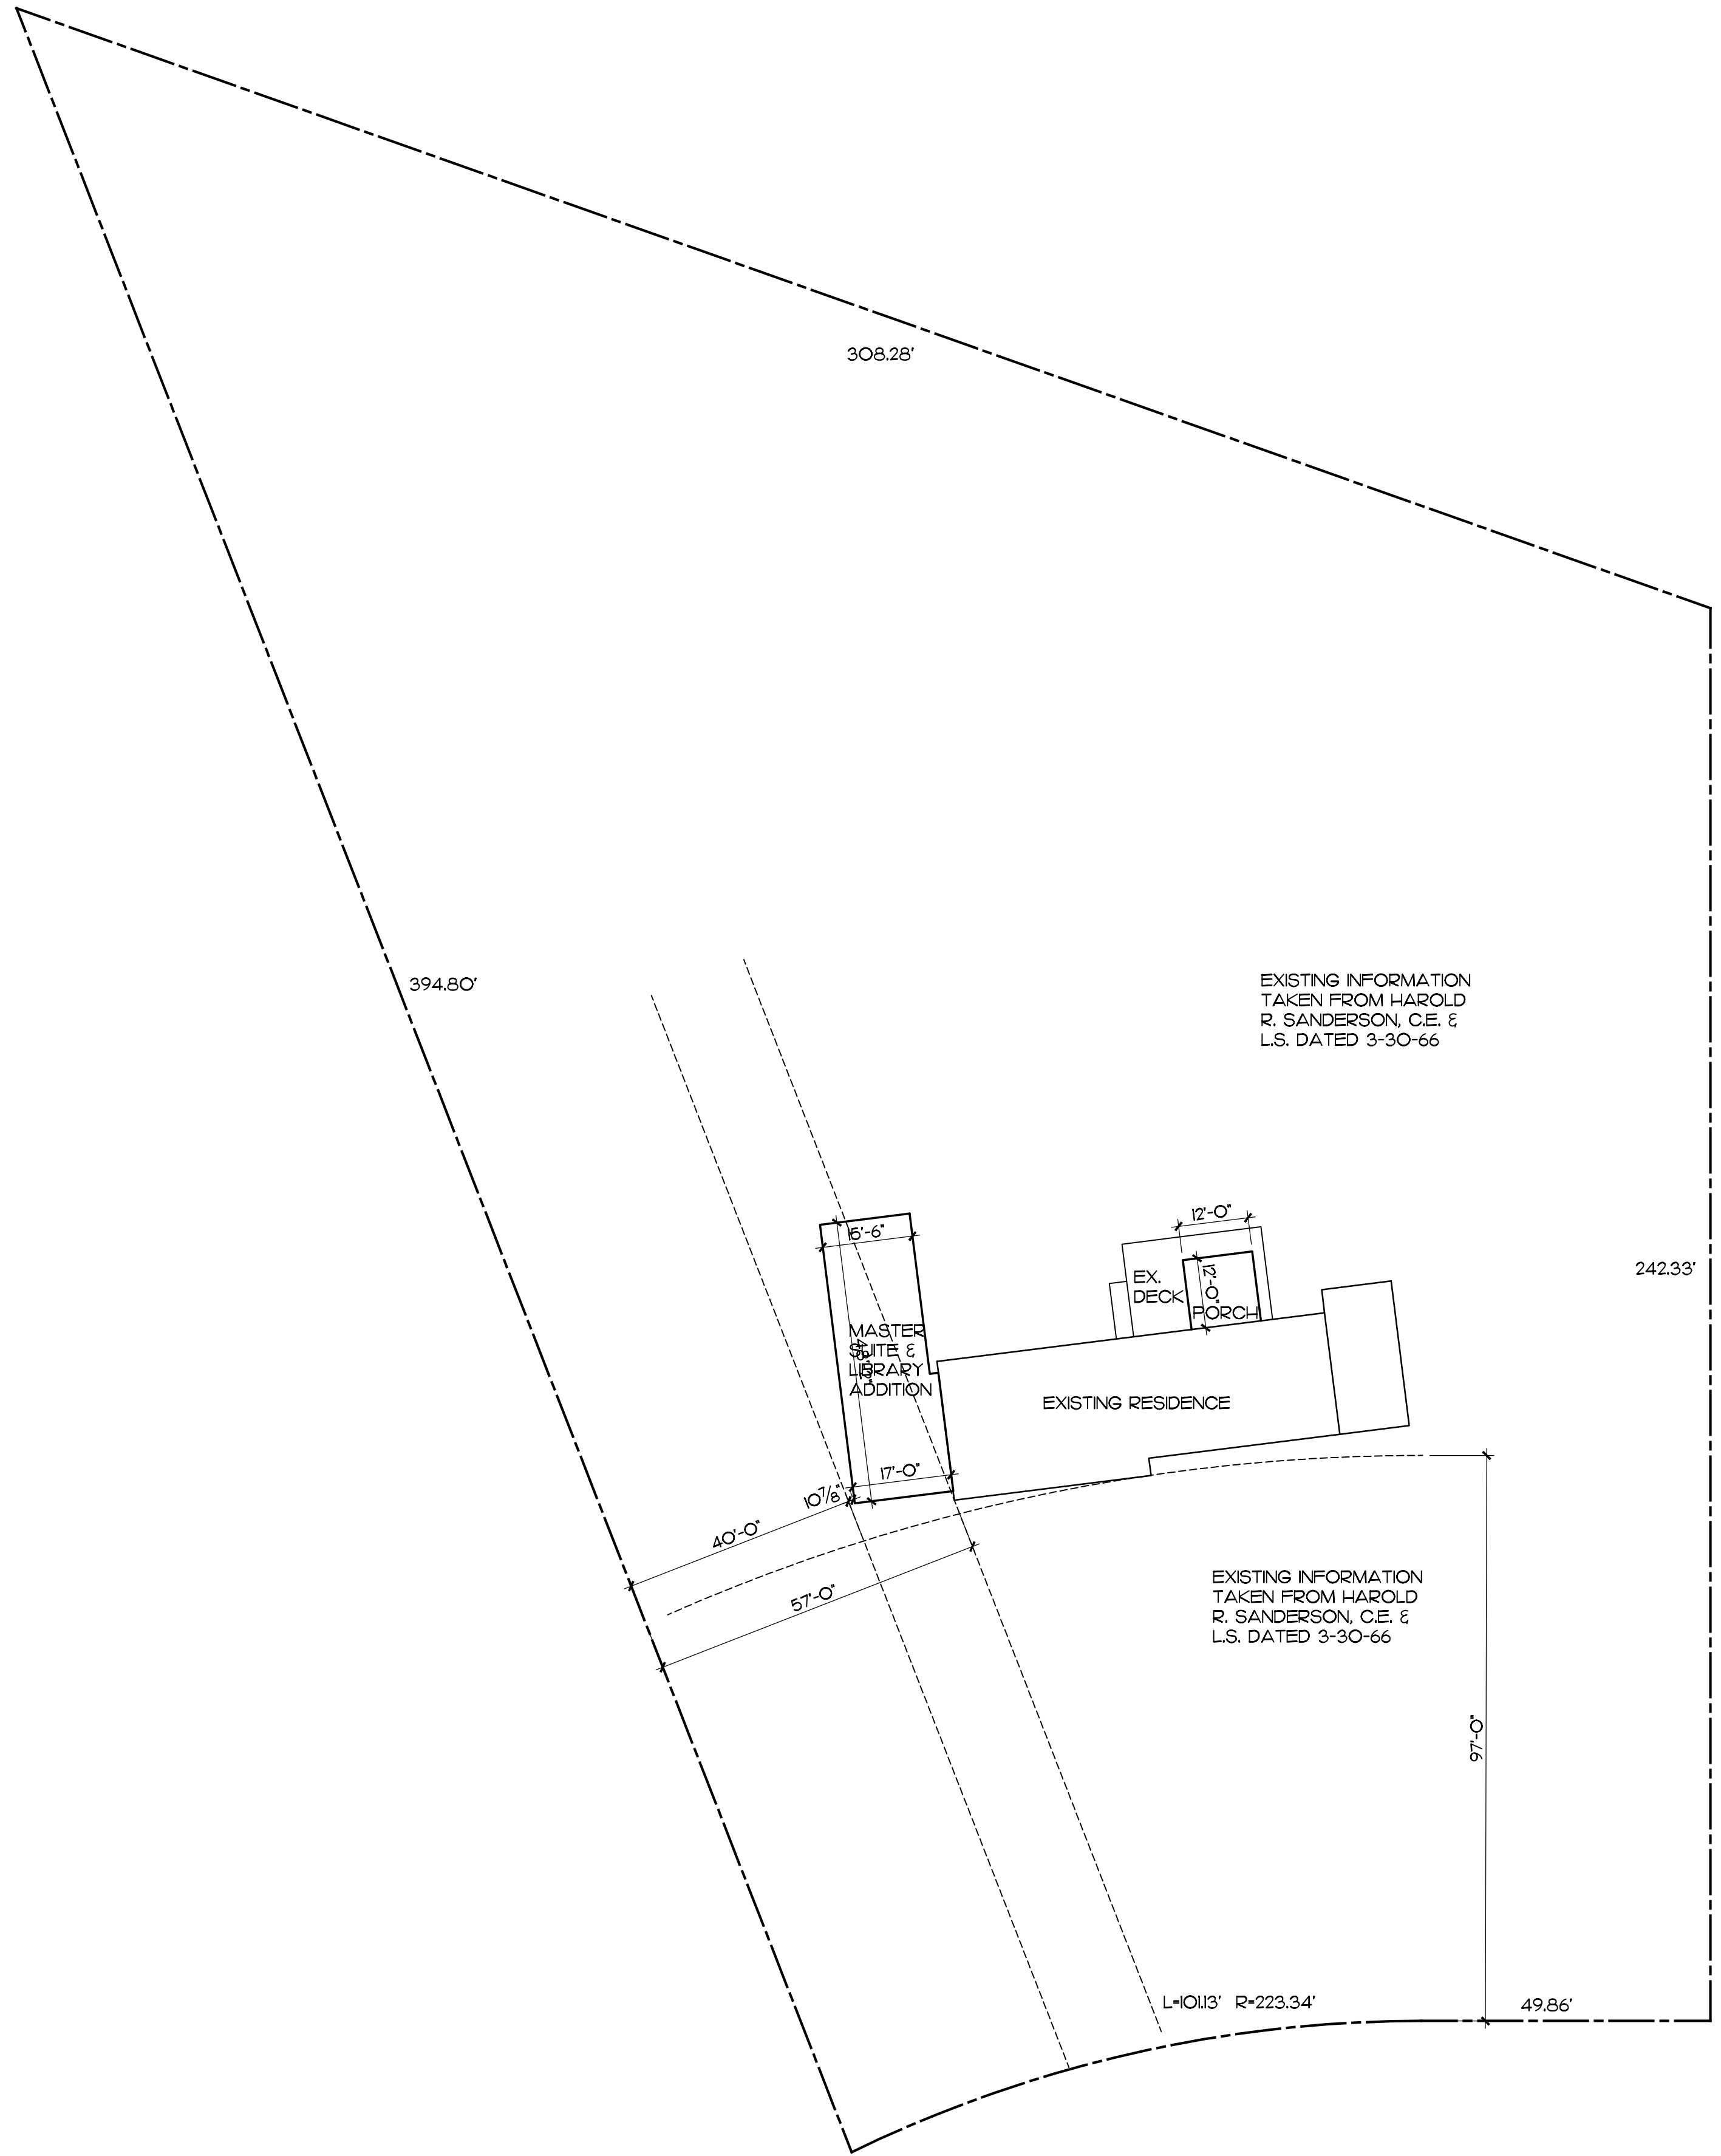 308.28'
394.80'
EXISTING INFORMATION
TAKEN FROM HAROLD
R. SANDERSON, C.E. &
L.S. DATED 3-30-66
12'-0"
15'-6"
242.33'
EX.
DECK
12'-0"
PORCH
MASTER
SUITE &
LIBRARY
ADDITION
EXISTING RESIDENCE
17'-0"
10 7/8"
40'-0"
57'-0"
EXISTING INFORMATION
TAKEN FROM HAROLD
R. SANDERSON, C.E. &
L.S. DATED 3-30-66
97'-0"
L=101.13' R=223.34'
49.86'